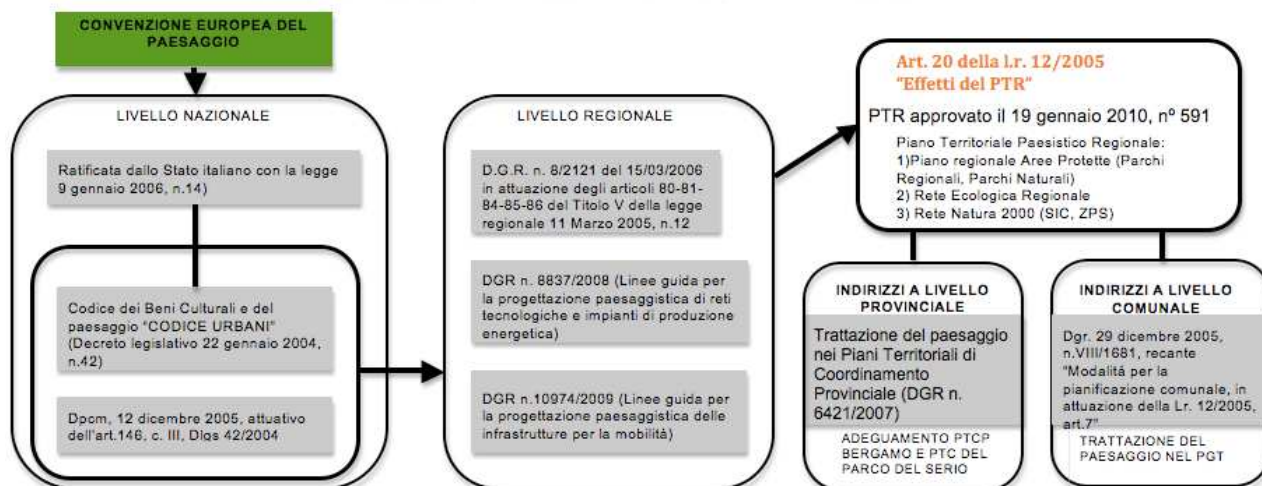 CONVENZIONE EUROPEA DEL
PAESAGGIO
LIVELLO NAZIONALE
Ratificata dallo Stato italiano con la legge
9 gennaio 2006, n.14)
Codice dei Beni Culturali e del
paesaggio "CODICE URBANI"
(Decreto legislativo 22 gennaio 2004,
n.42)
Dpcm, 12 dicembre 2005, attuativo
dell'art.146, c. III, Dlgs 42/2004
LIVELLO REGIONALE
D.G.R. n. 8/2121 del 15/03/2006
in attuazione degli articoli 80-81-
84-85-86 del Titolo V della legge
regionale 11 Marzo 2005, n.12
DGR n. 8837/2008 (Linee guida per
la progettazione paesaggistica di reti
tecnologiche e impianti di produzione
energetica)
DGR n.10974/2009 (Linee guida per
la progettazione paesaggistica delle
infrastrutture per la mobilità)
Art. 20 della l.r. 12/2005
"Effetti del PTR"
PTR approvato il 19 gennaio 2010, nº 591
Piano Territoriale Paesistico Regionale:
1)Piano regionale Aree Protette (Parchi
Regionali, Parchi Naturali)
2) Rete Ecologica Regionale
3) Rete Natura 2000 (SIC, ZPS)
INDIRIZZI A LIVELLO
PROVINCIALE
Trattazione del paesaggio
nei Piani Territoriali di
Coordinamento
Provinciale (DGR n.
6421/2007)
ADEGUAMENTO PTCP
BERGAMO E PTC DEL
PARCO DEL SERIO
INDIRIZZI A LIVELLO
COMUNALE
Dgr. 29 dicembre 2005,
n.VIII/1681, recante
"Modalitá per la
pianificazione comunale, in
attuazione della Lr. 12/2005,
art.7"
TRATTAZIONE DEL
PAESAGGIO NEL PGT